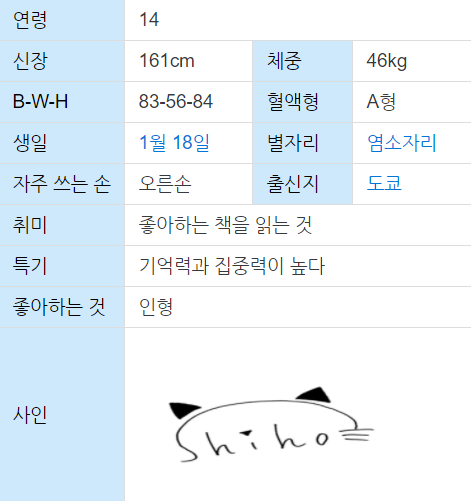 연령 14
신장 161cm 체중 46kg
B-W-H 83-56-84 혈액형 A형
생일 1월 18일 별자리 염소자리
자주 쓰는 손 오른손 출신지 도쿄
취미 좋아하는 책을 읽는 것
특기 기억력과 집중력이 높다
좋아하는 것 인형
사인 Shiho